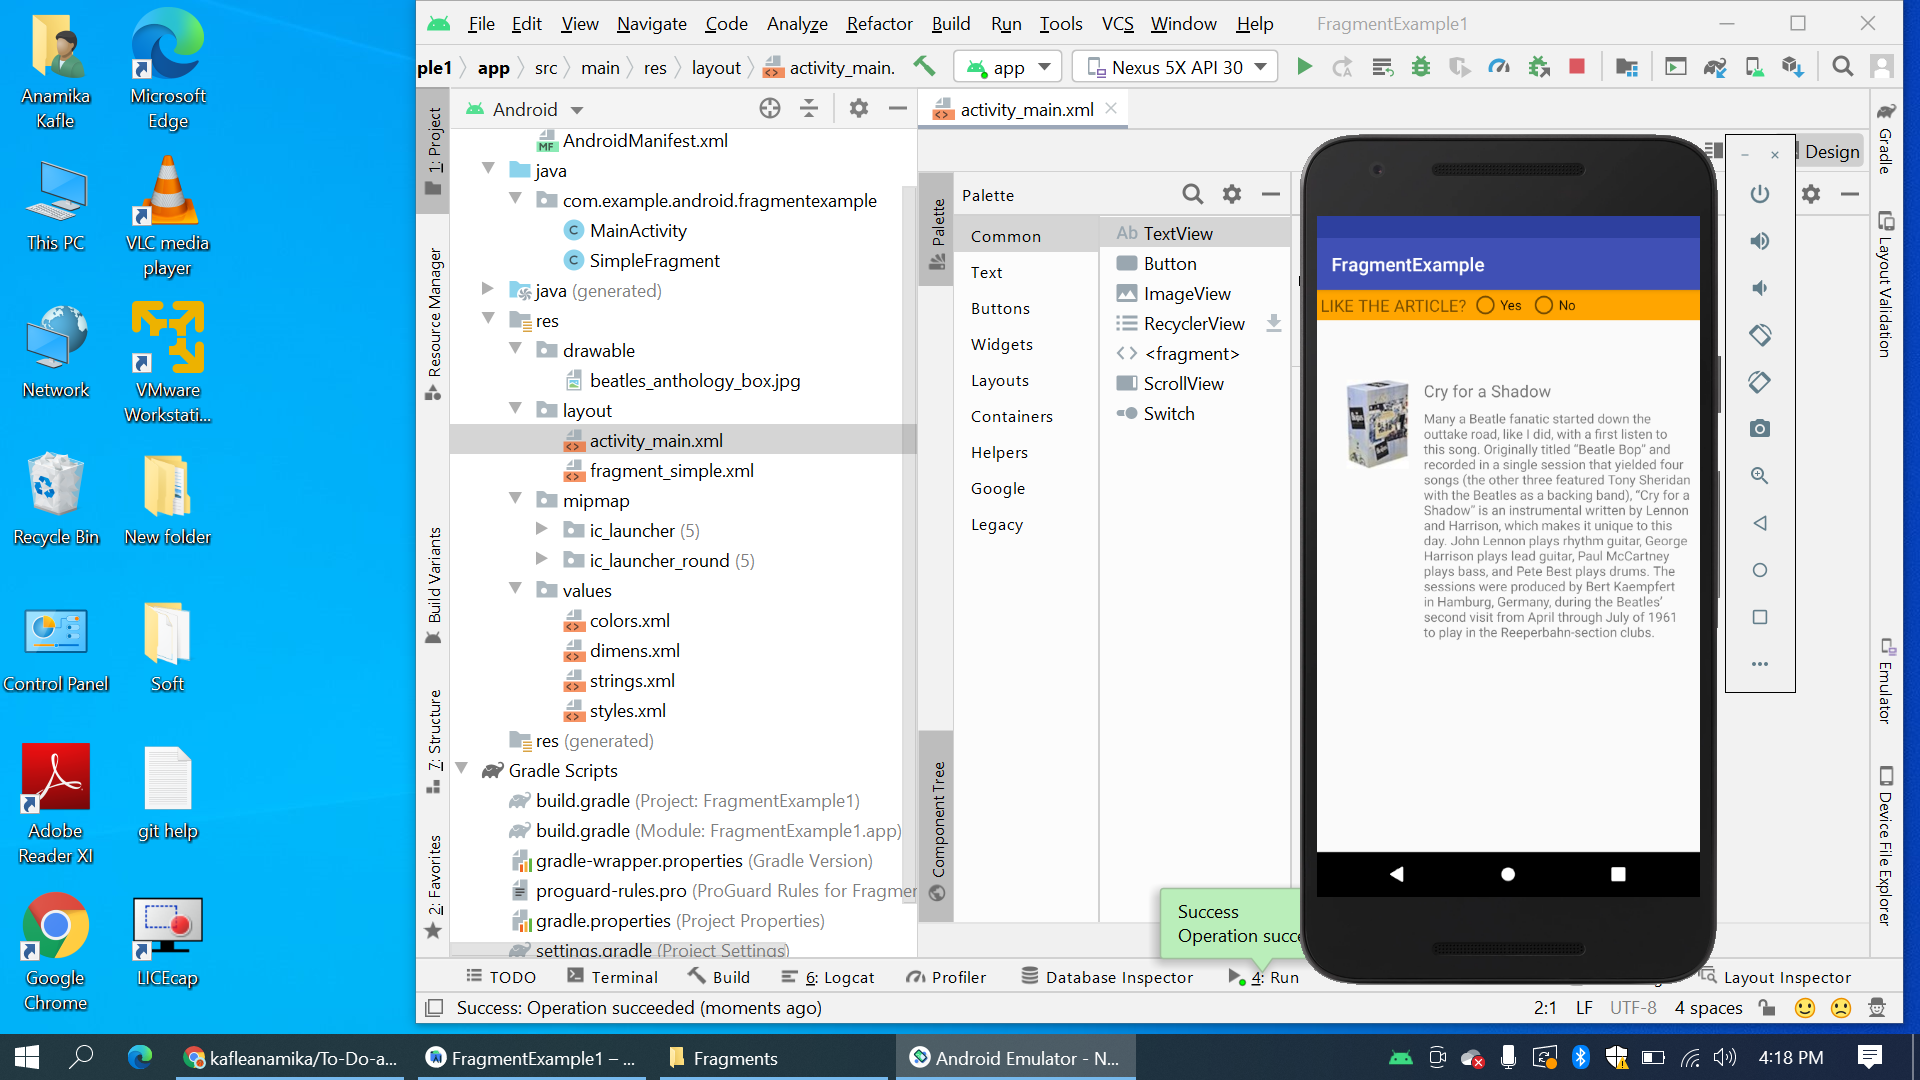 Anamika
Kafle
Microsoft
Edge
This PC
VLC media
player
Network
VMware
Workstati...
Recycle Bin
New folder
Control Panel
Soft
Adobe
Reader XI
git help
Google
Chrome
LICEcap
File Edit View Navigate Code Analyze Refactor Build Run Tools VCS Window Help FragmentExample1
ple1 app src main res layout activity_main. app Nexus 5X API 30
1: Project
Resource Manager
Build Variants
7: Structure
2: Favorites
Android
AndroidManifest.xml
java
com.example.android.fragmentexample
MainActivity
SimpleFragment
java (generated)
res
drawable
beatles_anthology_box.jpg
layout
activity_main.xml
fragment_simple.xml
mipmap
ic_launcher (5)
ic_launcher_round (5)
values
colors.xml
dimens.xml
strings.xml
styles.xml
res (generated)
Gradle Scripts
build.gradle (Project: FragmentExample1)
build.gradle (Module: FragmentExample1.app)
gradle-wrapper.properties (Gradle Version)
proguard-rules.pro (ProGuard Rules for Fragmer
gradle.properties (Project Properties)
settings.gradle (Project Settings)
activity_main.xml
Design
Palette
Component Tree
Palette
Common
Text
Buttons
Widgets
Layouts
Containers
Helpers
Google
Legacy
Ab TextView
Button
ImageView
RecyclerView
<fragment>
ScrollView
Switch
FragmentExample
LIKE THE ARTICLE? Yes No
Cry for a Shadow
Many a Beatle fanatic started down the
outtake road, like I did, with a first listen to
this song. Originally titled “Beatle Bop” and
recorded in a single session that yielded four
songs (the other three featured Tony Sheridan
with the Beatles as a backing band), “Cry for a
Shadow” is an instrumental written by Lennon
and Harrison, which makes it unique to this
day. John Lennon plays rhythm guitar, George
Harrison plays lead guitar, Paul McCartney
plays bass, and Pete Best plays drums. The
sessions were produced by Bert Kaempfert
in Hamburg, Germany, during the Beatles’
second visit from April through July of 1961
to play in the Reeperbahn-section clubs.
Gradle
Layout Validation
Emulator
Device File Explorer
Success
Operation succe
TODO Terminal Build 6: Logcat Profiler Database Inspector 4: Run Layout Inspector
Success: Operation succeeded (moments ago) 2:1 LF UTF-8 4 spaces
kafleanamika/To-Do-a... FragmentExample1 – ... Fragments Android Emulator - N... 4:18 PM